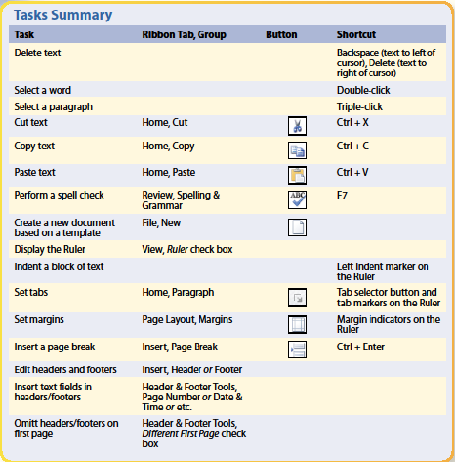 Tasks Summary
Task Ribbon Tab, Group Button Shortcut
Delete text Backspace (text to left of
cursor), Delete (text to
right of cursor)
Select a word Double-click
Select a paragraph Triple-click
Cut text Home, Cut Ctrl + X
Copy text Home, Copy Ctrl + C
Paste text Home, Paste Ctrl + V
Perform a spell check Review, Spelling & ABC F7
Grammar
Create a new document File, New
based on a template
Display the Ruler View, Ruler check box
Indent a block of text Left Indent marker on
the Ruler
Set tabs Home, Paragraph Tab selector button and
tab markers on the Ruler
Set margins Page Layout, Margins Margin indicators on the
Ruler
Insert a page break Insert, Page Break Ctrl + Enter
Edit headers and footers Insert, Header or Footer
Insert text fields in Header & Footer Tools,
headers/footers Page Number or Date &
Time or etc.
Omitt headers/footers on Header & Footer Tools,
first page Different First Page check
box